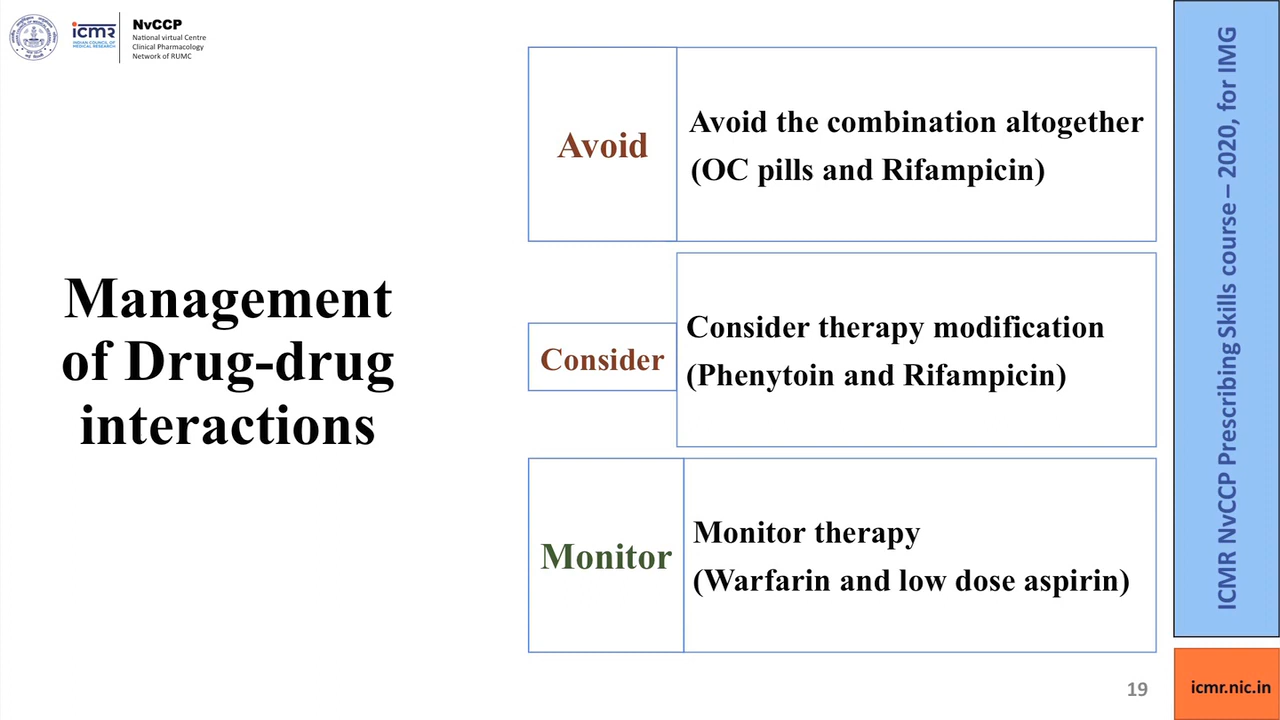 icmr
INDIAN COUNCIL OF
MEDICAL RESEARCH
NvCCP
National virtual Centre
Clinical Pharmacology
Network of RUMC
Management
of Drug-drug
interactions
Avoid
Avoid the combination altogether
(OC pills and Rifampicin)
Consider
Consider therapy modification
(Phenytoin and Rifampicin)
Monitor
Monitor therapy
(Warfarin and low dose aspirin)
19
ICMR NvCCP Prescribing Skills course – 2020, for IMG
icmr.nic.in